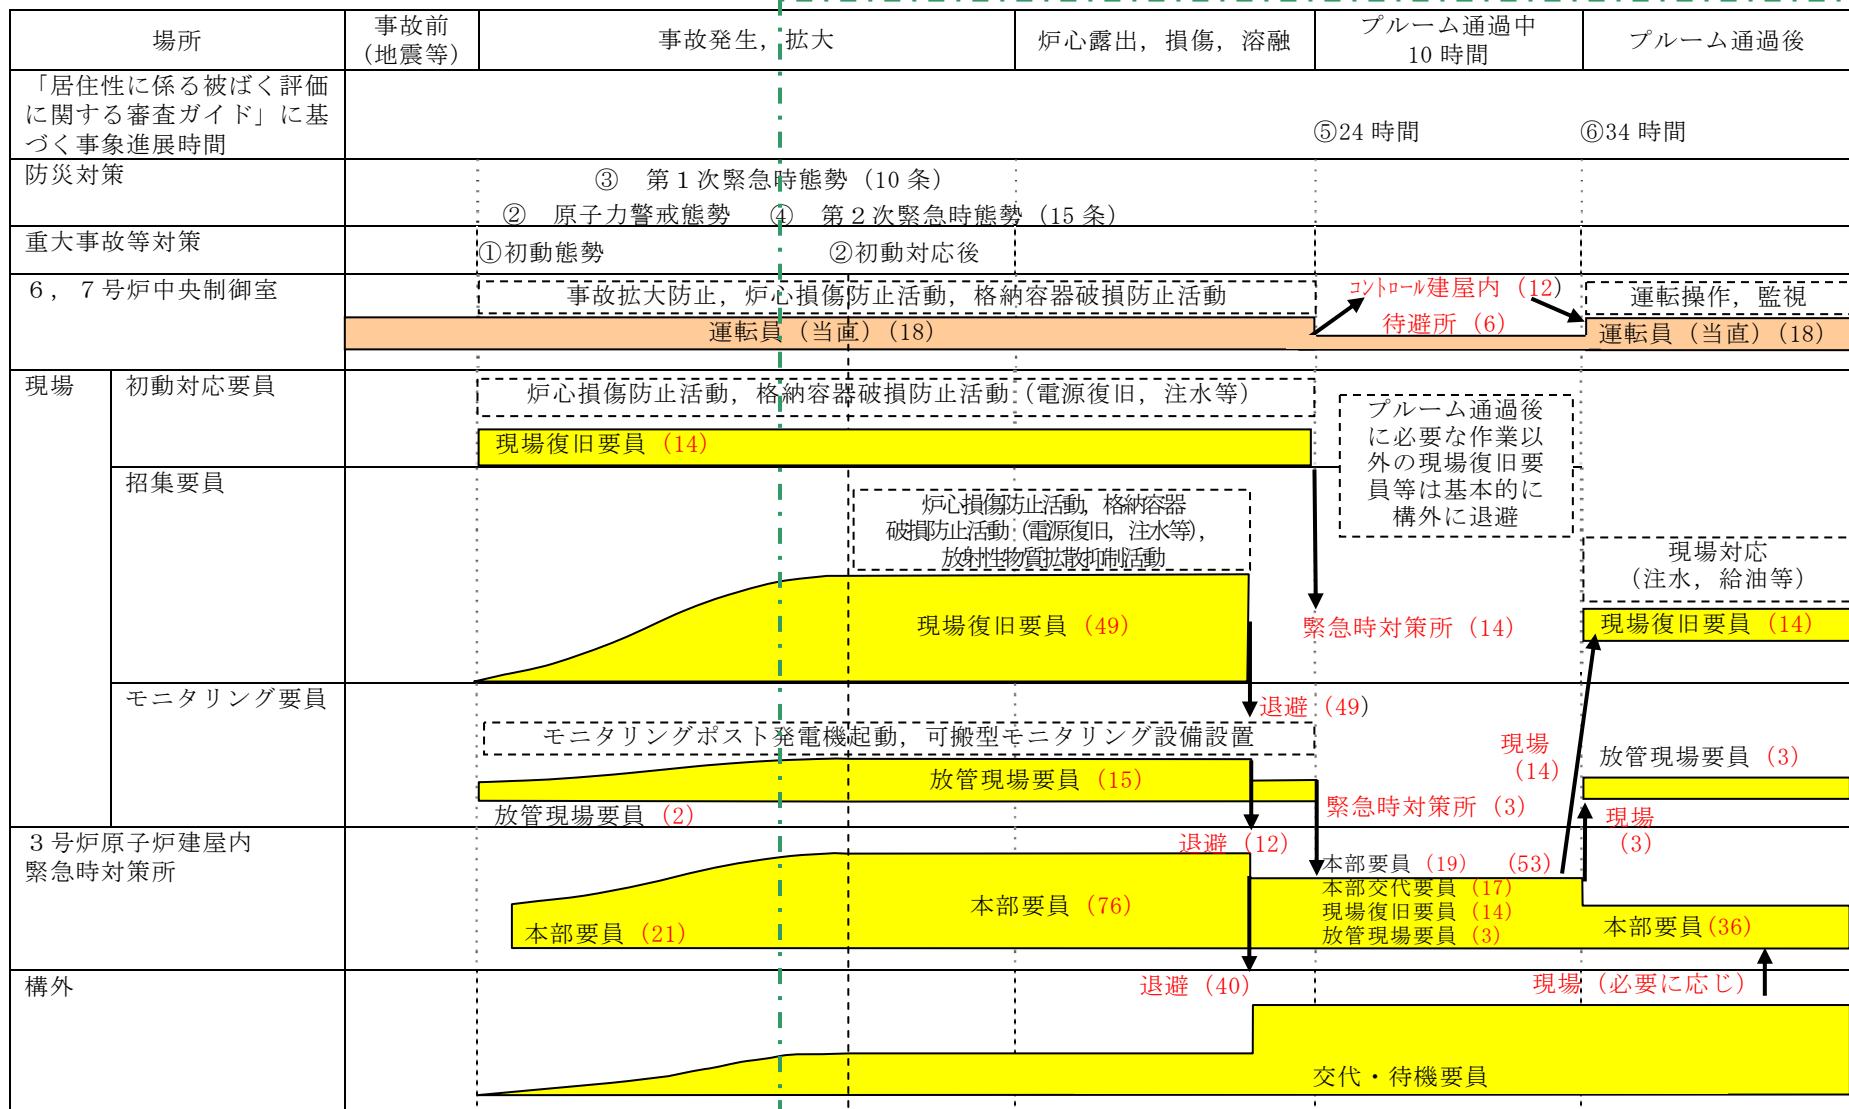 場所
事故前
(地震等)
事故発生，拡大
炉心露出，損傷，溶融
プルーム通過中
10 時間
プルーム通過後
「居住性に係る被ばく評価
に関する審査ガイド」に基
づく事象進展時間
⑤24 時間
⑥34 時間
防災対策
③　第１次緊急時態勢（10 条）
②　原子力警戒態勢
④　第２次緊急時態勢（15 条）
重大事故等対策
①初動態勢
②初動対応後
６，７号炉中央制御室
事故拡大防止，炉心損傷防止活動，格納容器破損防止活動
運転員（当直）（18）
ｺﾝﾄﾛｰﾙ建屋内（12）
待避所（6）
運転操作，監視
運転員（当直）（18）
現場
初動対応要員
炉心損傷防止活動，格納容器破損防止活動（電源復旧，注水等）
現場復旧要員（14）
プルーム通過後
に必要な作業以
外の現場復旧要
員等は基本的に
構外に退避
招集要員
炉心損傷防止活動，格納容器
破損防止活動（電源復旧，注水等），
放射性物質拡散抑制活動
現場復旧要員（49）
緊急時対策所（14）
現場対応
（注水，給油等）
現場復旧要員（14）
モニタリング要員
退避（49）
モニタリングポスト発電機起動，可搬型モニタリング設備設置
放管現場要員（15）
放管現場要員（2）
緊急時対策所（3）
現場
（14）
放管現場要員（3）
現場
（3）
３号炉原子炉建屋内
緊急時対策所
退避（12）
本部要員（21）
本部要員（76）
本部要員（19）　（53）
本部交代要員（17）
現場復旧要員（14）
放管現場要員（3）
本部要員(36)
構外
退避（40）
現場（必要に応じ）
交代・待機要員